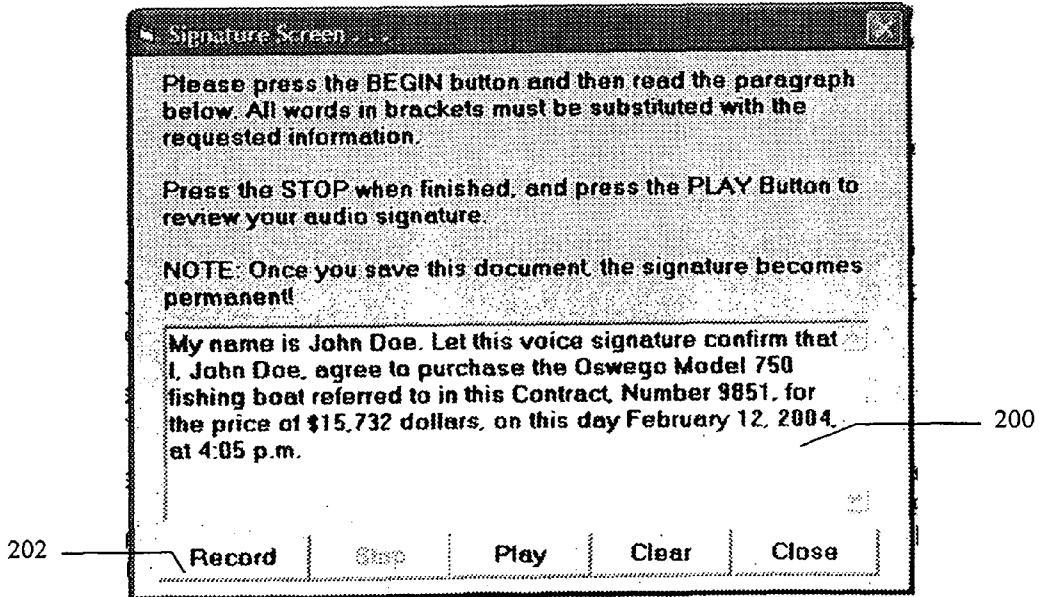 Signature Screen . . .
Please press the BEGIN button and then read the paragraph
below. All words in brackets must be substituted with the
requested information.
Press the STOP when finished, and press the PLAY Button to
review your audio signature.
NOTE: Once you save this document, the signature becomes
permanent!
My name is John Doe. Let this voice signature confirm that
I, John Doe, agree to purchase the Oswego Model 750
fishing boat referred to in this Contract, Number 9851, for
the price of $15,732 dollars, on this day February 12, 2004,
at 4:05 p.m.
200
202
Record Stop Play Clear Close